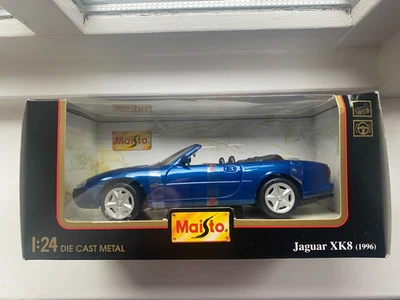 Maisto
Maisto
1:24 DIE CAST METAL
Jaguar XK8 (1996)